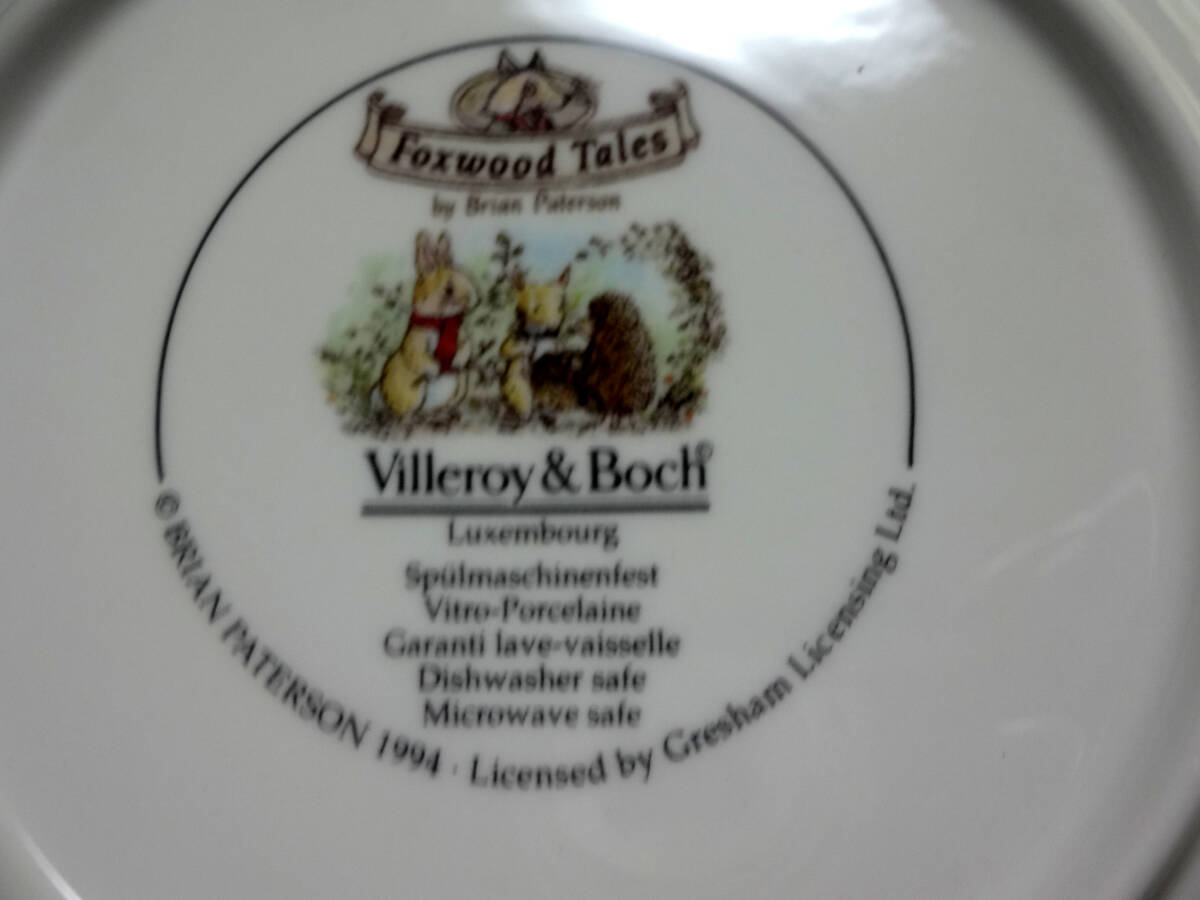 Foxwood Tales
by Brian Paterson
Villeroy & Boch©
Luxembourg
Spülmaschinenfest
Vitro-Porcelaine
Garanti lave-vaisselle
Dishwasher safe
Microwave safe
© BRIAN PATERSON 1994 · Licensed by Gresham Licensing Ltd.